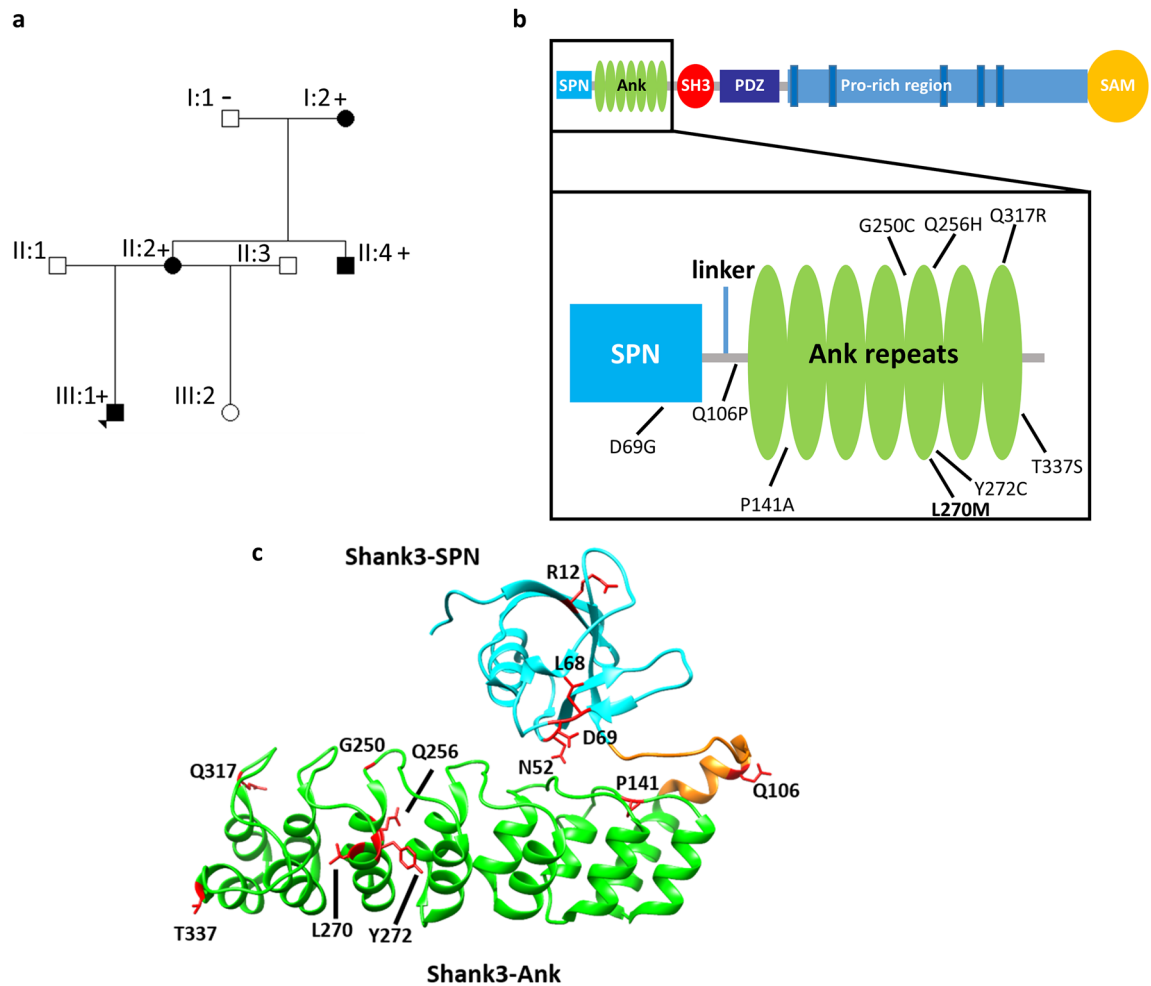 a
I:1 -
I:2 +
II:1
II:2+
II:3
II:4 +
III:1+
III:2
b
SPN
Ank
SH3
PDZ
Pro-rich region
SAM
G250C
Q256H
Q317R
linker
SPN
Ank repeats
Q106P
D69G
P141A
Y272C
L270M
T337S
c
Shank3-SPN
R12
L68
D69
N52
G250
Q256
Q317
P141
Q106
T337
L270
Y272
Shank3-Ank